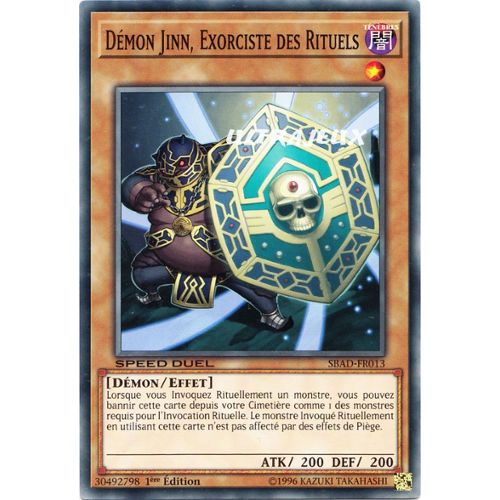 Démon Jinn, Exorciste des Rituels
TÉNÈBRES
闇
ULTRAJEUX
SPEED DUEL
SBAD-FR013
[Démon/Effet]
Lorsque vous Invoquez Rituellement un monstre, vous pouvez
bannir cette carte depuis votre Cimetière comme 1 des monstres
requis pour l'Invocation Rituelle. Le monstre Invoqué Rituellement
en utilisant cette carte n'est pas affecté par des effets de Piège.
ATK/ 200 DEF/ 200
30492798 1ère Édition
©1996 KAZUKI TAKAHASHI